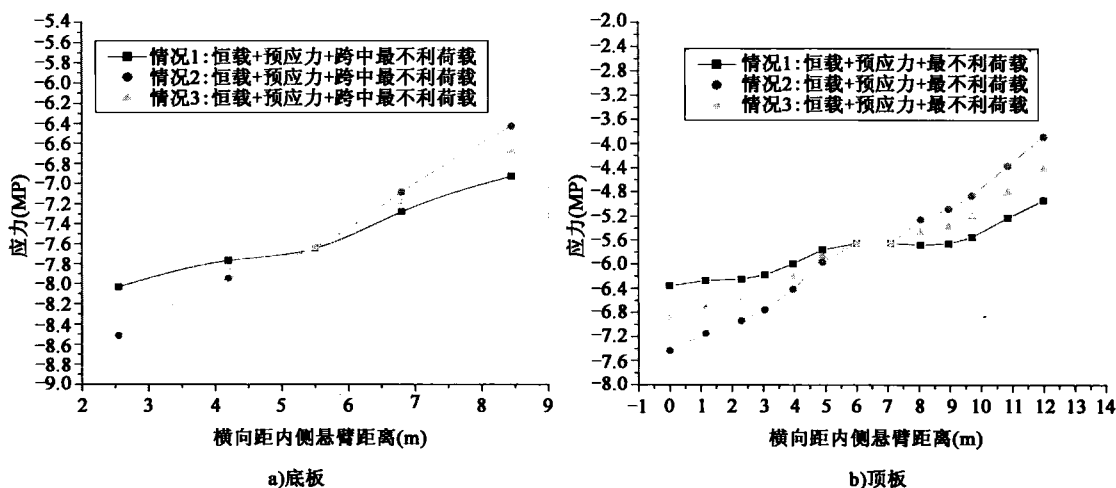 -5.4
-5.6
-5.8
-6.0
-6.2
-6.4
-6.6
-6.8
-7.0
-7.2
-7.4
-7.6
-7.8
-8.0
-8.2
-8.4
-8.6
-8.8
-9.0
应力(MP)
情况1:恒载+预应力+跨中最不利荷载
情况2:恒载+预应力+跨中最不利荷载
情况3:恒载+预应力+跨中最不利荷载
2 3 4 5 6 7 8 9
横向距内侧悬臂距离(m)
a)底板
-2.0
-2.4
-2.8
-3.2
-3.6
-4.0
-4.4
-4.8
-5.2
-5.6
-6.0
-6.4
-6.8
-7.2
-7.6
-8.0
应力(MP)
情况1:恒载+预应力+最不利荷载
情况2:恒载+预应力+最不利荷载
情况3:恒载+预应力+最不利荷载
-1 0 1 2 3 4 5 6 7 8 9 10 11 12 13 14
横向距内侧悬臂距离(m)
b)顶板